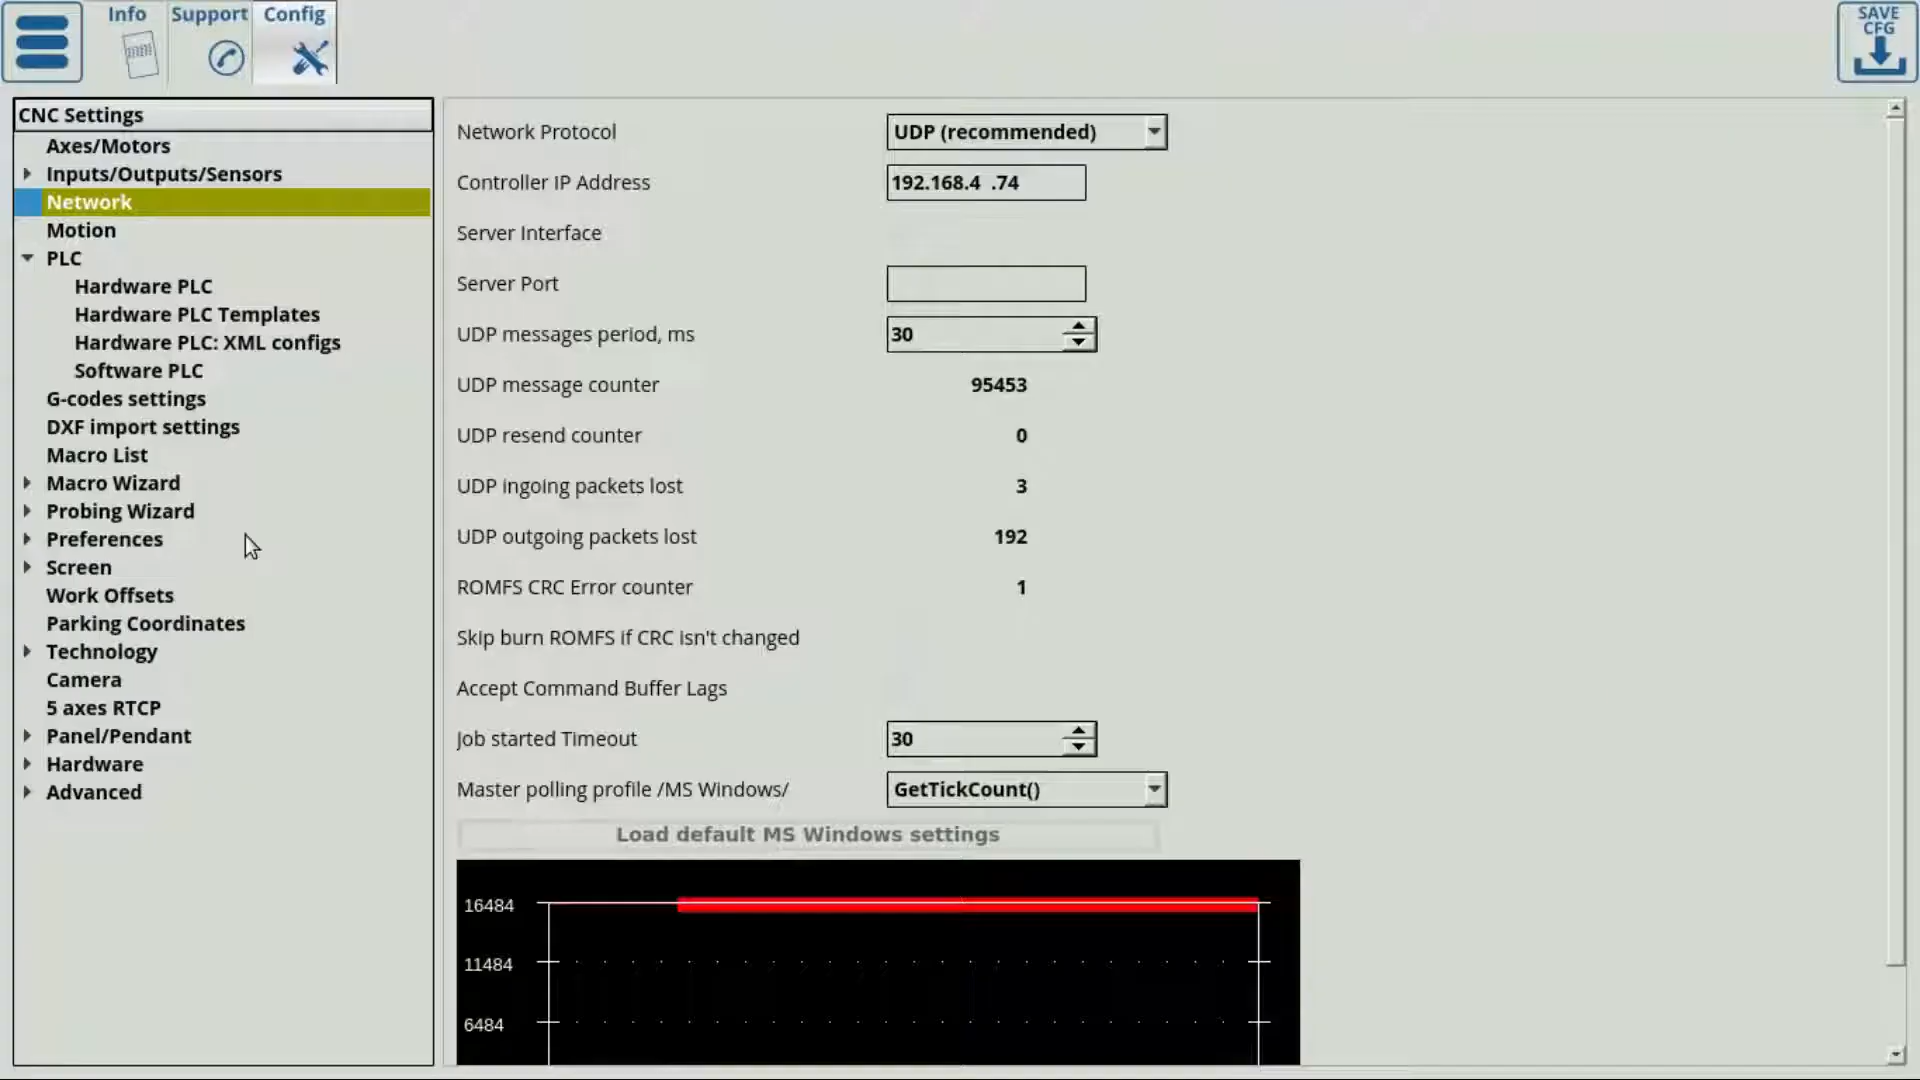 Info
Support
Config
SAVE
CFG
CNC Settings
Axes/Motors
Inputs/Outputs/Sensors
Network
Motion
PLC
Hardware PLC
Hardware PLC Templates
Hardware PLC: XML configs
Software PLC
G-codes settings
DXF import settings
Macro List
Macro Wizard
Probing Wizard
Preferences
Screen
Work Offsets
Parking Coordinates
Technology
Camera
5 axes RTCP
Panel/Pendant
Hardware
Advanced
Network Protocol UDP (recommended)
Controller IP Address 192.168.4 .74
Server Interface
Server Port
UDP messages period, ms 30
UDP message counter 95453
UDP resend counter 0
UDP ingoing packets lost 3
UDP outgoing packets lost 192
ROMFS CRC Error counter 1
Skip burn ROMFS if CRC isn't changed
Accept Command Buffer Lags
Job started Timeout 30
Master polling profile /MS Windows/ GetTickCount()
Load default MS Windows settings
16484
11484
6484